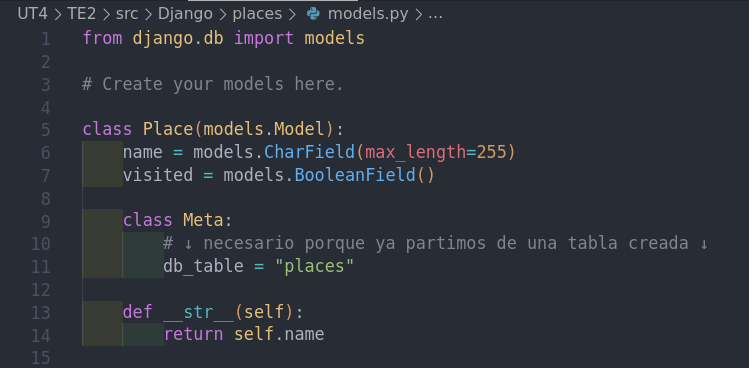 UT4 > TE2 > src > Django > places > models.py > ...
1 from django.db import models
2
3 # Create your models here.
4
5 class Place(models.Model):
6     name = models.CharField(max_length=255)
7     visited = models.BooleanField()
8
9     class Meta:
10         # ↓ necesario porque ya partimos de una tabla creada ↓
11         db_table = "places"
12
13     def __str__(self):
14         return self.name
15